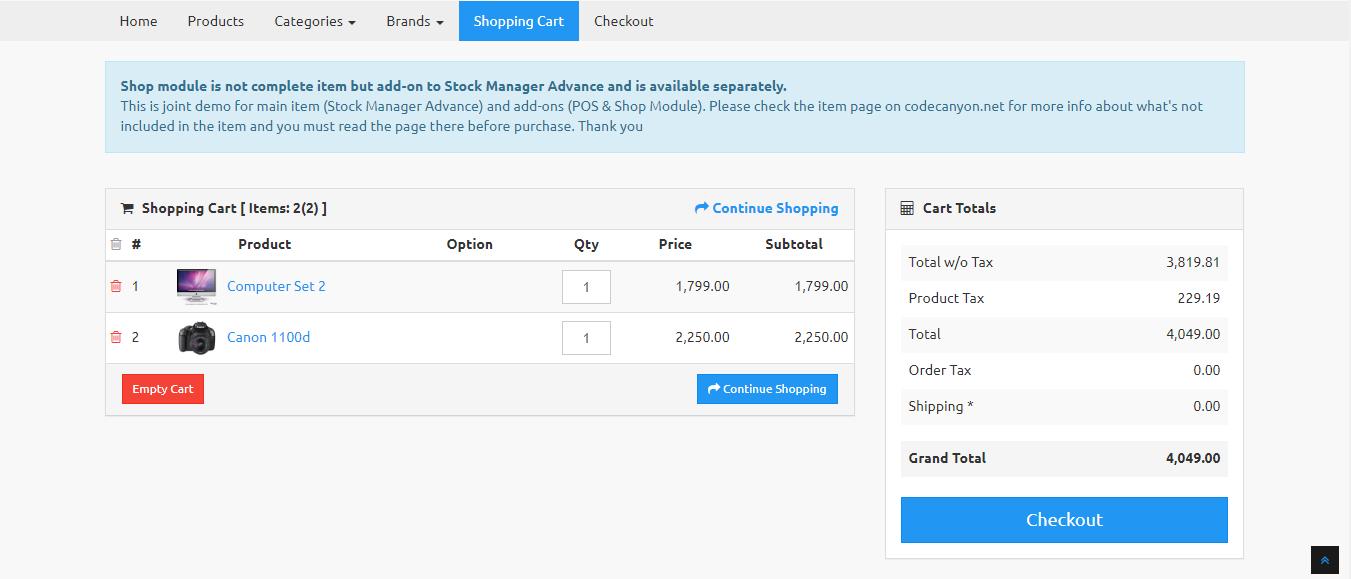 Home Products Categories Brands Shopping Cart Checkout
Shop module is not complete item but add-on to Stock Manager Advance and is available separately.
This is joint demo for main item (Stock Manager Advance) and add-ons (POS & Shop Module). Please check the item page on codecanyon.net for more info about what's not
included in the item and you must read the page there before purchase. Thank you
Shopping Cart [ Items: 2(2) ] Continue Shopping
# Product Option Qty Price Subtotal
1 Computer Set 2 1 1,799.00 1,799.00
2 Canon 1100d 1 2,250.00 2,250.00
Empty Cart Continue Shopping
Cart Totals
Total w/o Tax 3,819.81
Product Tax 229.19
Total 4,049.00
Order Tax 0.00
Shipping * 0.00
Grand Total 4,049.00
Checkout